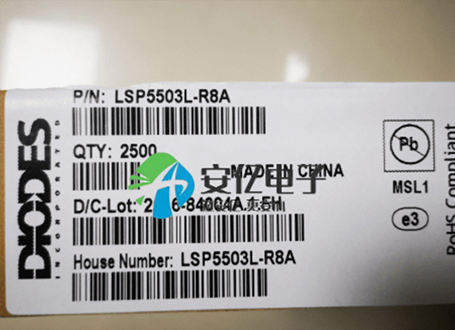 DIODES
INCORPORATED
P/N: LSP5503L-R8A
QTY: 2500
MADE IN CHINA
安亿电子
D/C-Lot:
House Number: LSP5503L-R8A
Pb
MSL1
e3
RoHS Compliant